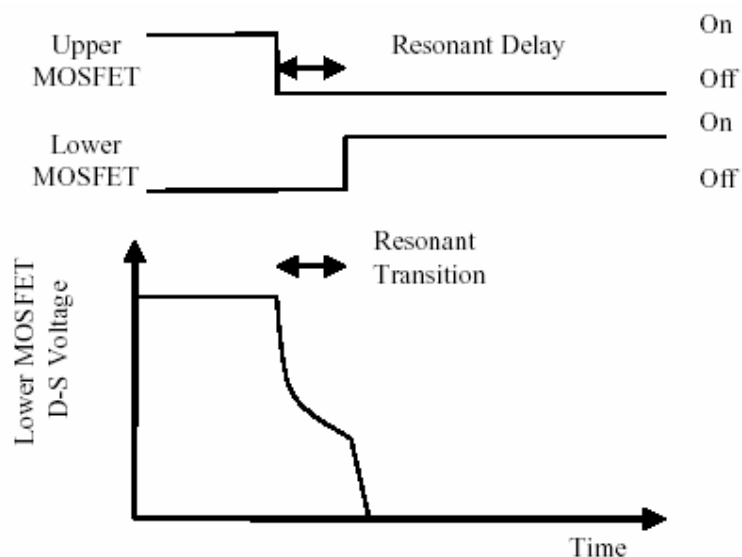 Upper
MOSFET
Resonant Delay
On
Off
Lower
MOSFET
On
Off
Resonant
Transition
Lower MOSFET
D-S Voltage
Time